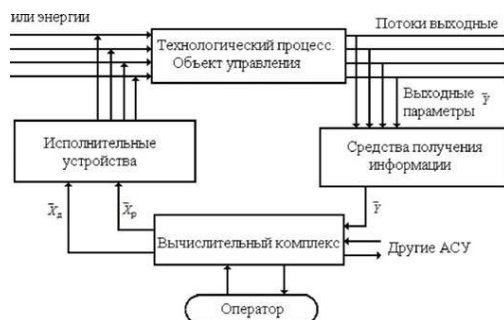 или энергии
Потоки выходные
Технологический процесс.
Объект управления
Выходные
параметры Ȳ
Исполнительные
устройства
Средства получения
информации
X̄д
X̄р
Ȳ
Вычислительный комплекс
Другие АСУ
Оператор